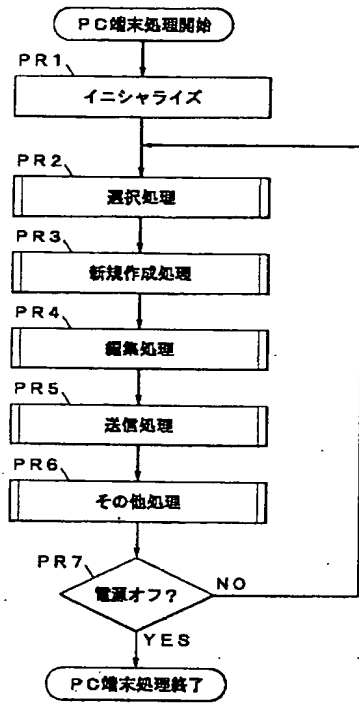 PC端末処理開始
PR1
イニシャライズ
PR2
選択処理
PR3
新規作成処理
PR4
編集処理
PR5
送信処理
PR6
その他処理
PR7
電源オフ？
NO
YES
PC端末処理終了